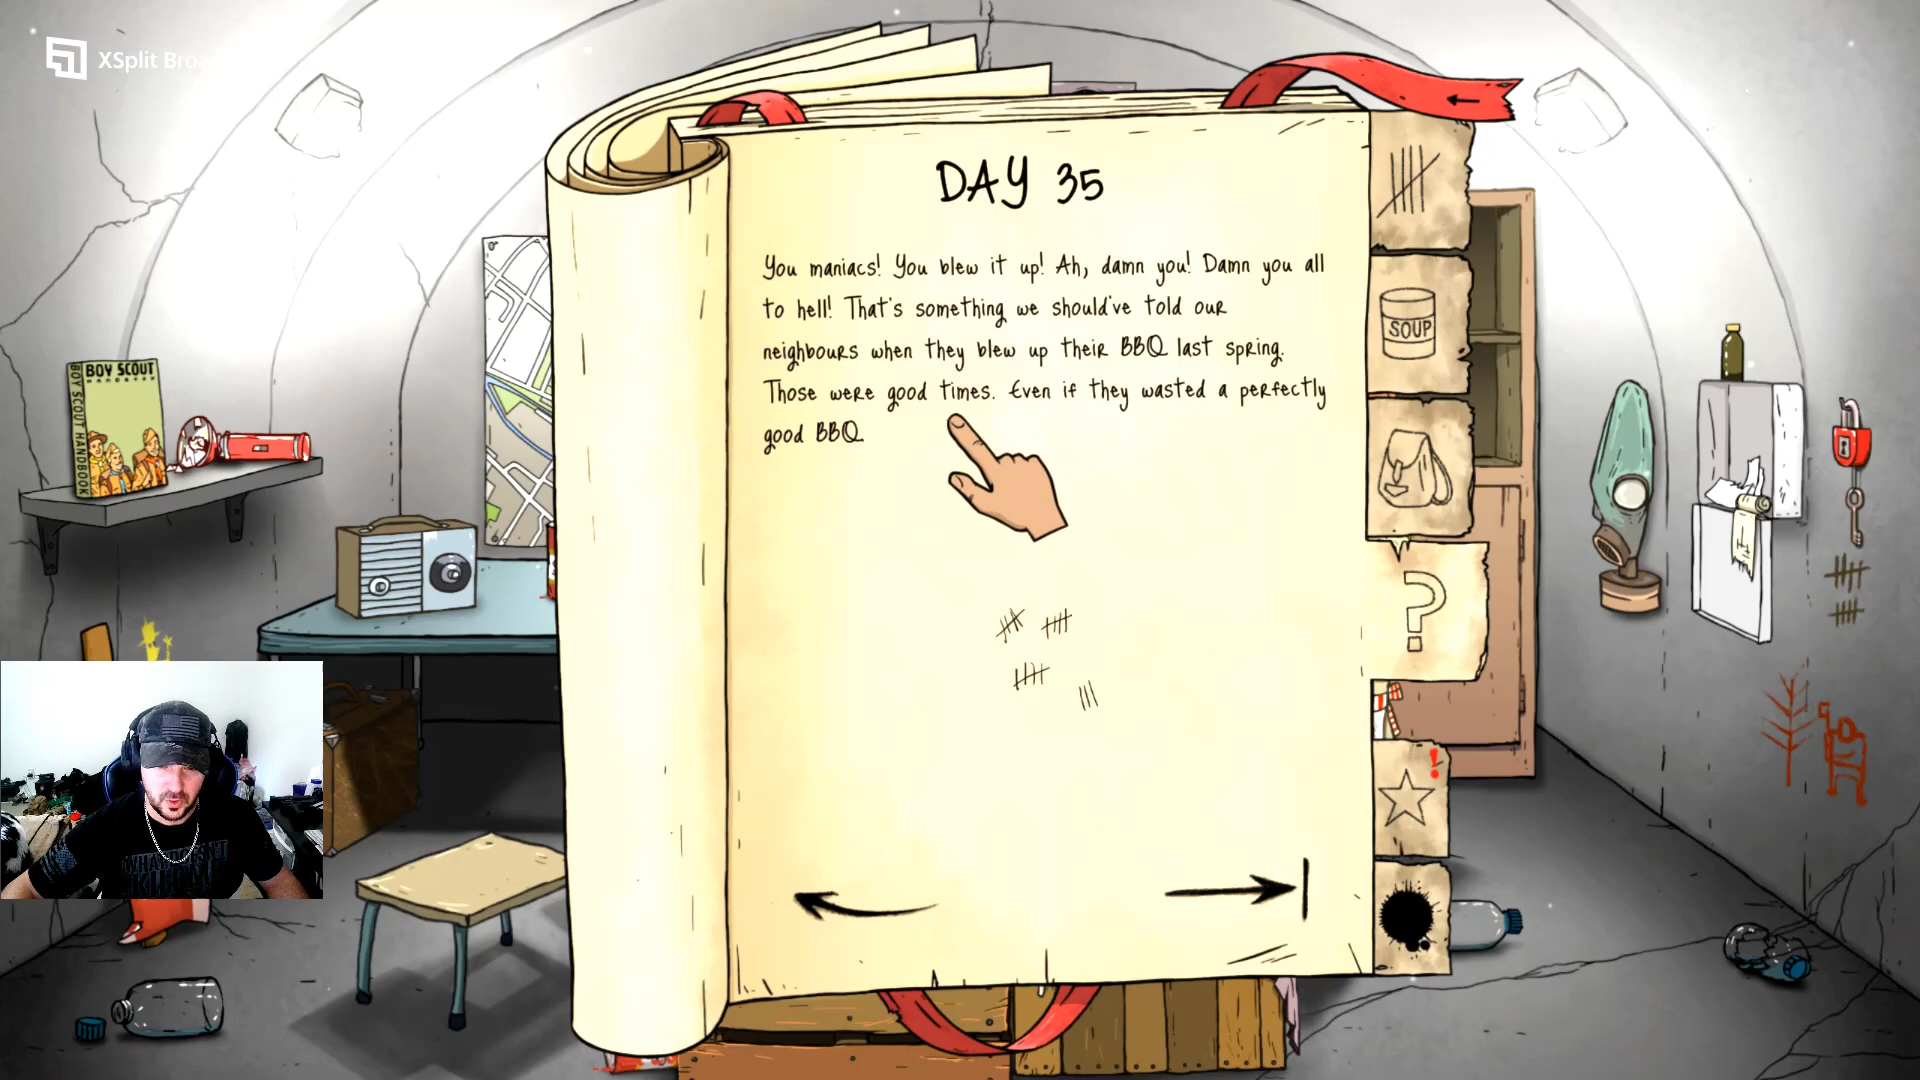 XSplit Broa
DAY 35
You maniacs! You blew it up! Ah, damn you! Damn you all
to hell! That's something we should've told our
neighbours when they blew up their BBQ last spring.
Those were good times. Even if they wasted a perfectly
good BBQ.
SOUP
!
?
BOY SCOUT
HANDBOOK
BOY SCOUT HANDBOOK